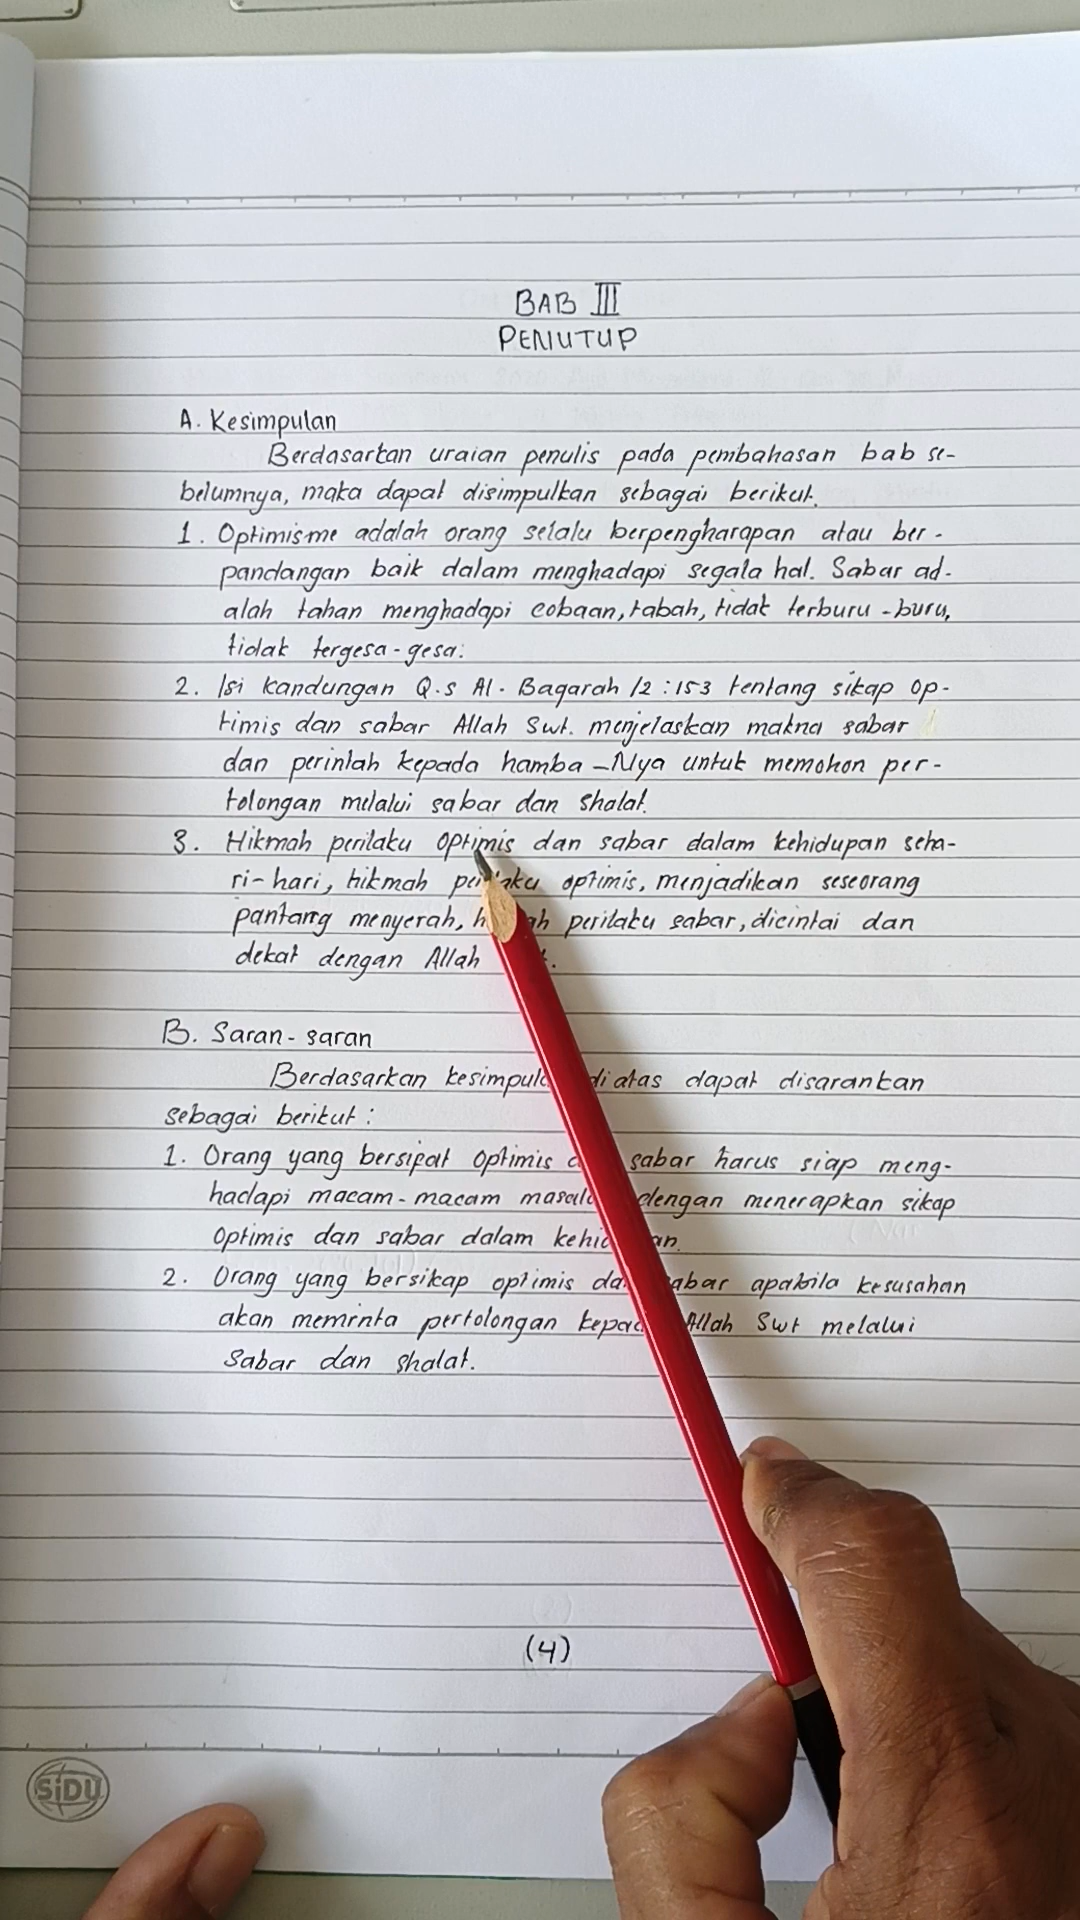 BAB III
PENUTUP
A. Kesimpulan
Berdasarkan uraian penulis pada pembahasan bab se-
belumnya, maka dapat disimpulkan sebagai berikut.
1. Optimisme adalah orang selalu berpengharapan atau ber-
pandangan baik dalam menghadapi segala hal. Sabar ad-
alah tahan menghadapi cobaan, tabah, tidak terburu-buru,
tidak tergesa-gesa.
2. Isi kandungan Q.s Al-Baqarah /2:153 tentang sikap op-
timis dan sabar Allah Swt. menjelaskan makna sabar
dan perintah kepada hamba-Nya untuk memohon per-
tolongan melalui sabar dan shalat.
3. Hikmah perilaku optimis dan sabar dalam kehidupan seha-
ri-hari, hikmah optimis, menjadikan seseorang
pantang menyerah, perilaku sabar, dicintai dan
dekat dengan Allah
B. Saran-saran
Berdasarkan diatas dapat disarankan
sebagai berikut:
1. Orang yang bersifat optimis sabar harus siap meng-
hadapi macam-macam dengan menerapkan sikap
optimis dan sabar dalam
2. Orang yang bersikap optimis apabila kesusahan
akan meminta pertolongan Allah Swt melalui
sabar dan shalat.
(4)
SiDU